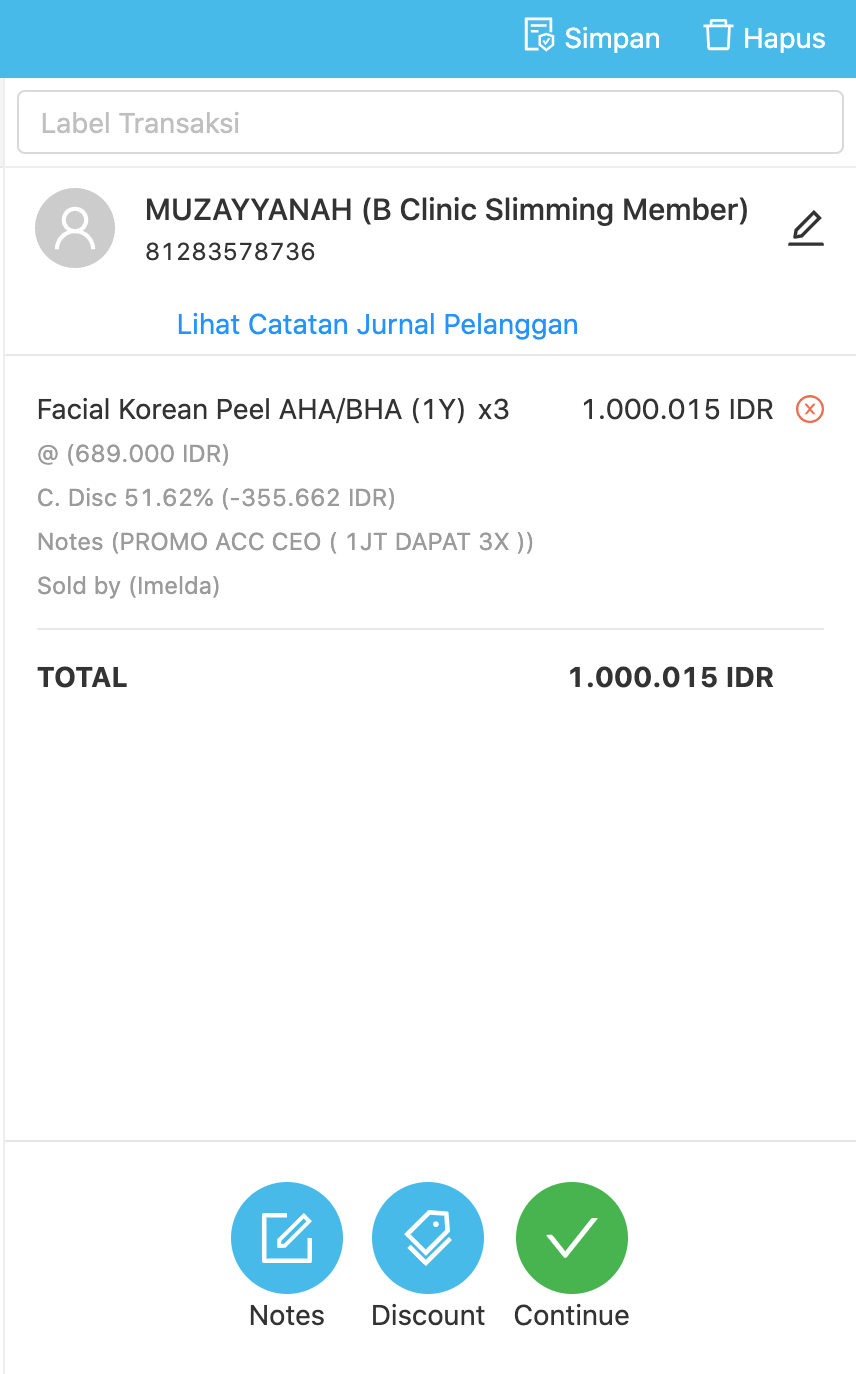 Simpan Hapus
Label Transaksi
MUZAYYANAH (B Clinic Slimming Member)
81283578736
Lihat Catatan Jurnal Pelanggan
Facial Korean Peel AHA/BHA (1Y) x3 1.000.015 IDR
@ (689.000 IDR)
C. Disc 51.62% (-355.662 IDR)
Notes (PROMO ACC CEO ( 1JT DAPAT 3X ))
Sold by (Imelda)
TOTAL 1.000.015 IDR
Notes Discount Continue